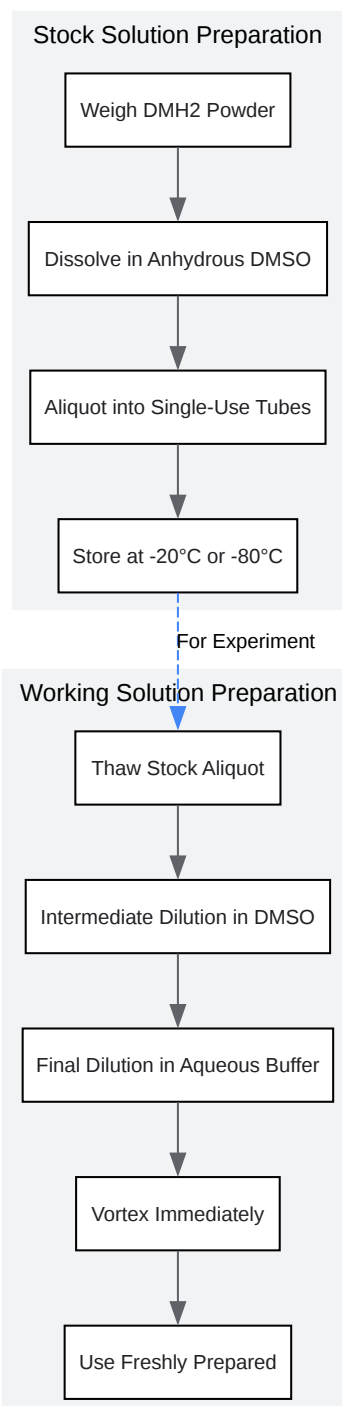 Stock Solution Preparation
Weigh DMH2 Powder
Dissolve in Anhydrous DMSO
Aliquot into Single-Use Tubes
Store at -20°C or -80°C
For Experiment
Working Solution Preparation
Thaw Stock Aliquot
Intermediate Dilution in DMSO
Final Dilution in Aqueous Buffer
Vortex Immediately
Use Freshly Prepared